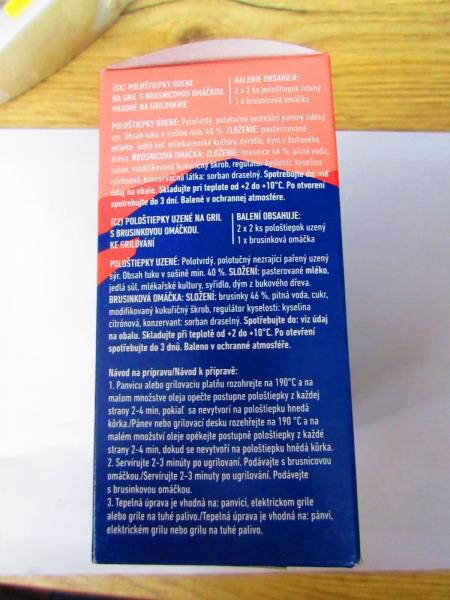 (SK) POLOŠTIEPKY ÚDENÉ
NA GRIL S BRUSNICOVOU OMÁČKOU.
VHODNÉ NA GRILOVANIE
BALENIE OBSAHUJE:
2 x 2 ks pološtiepok údený
1 x brusnicová omáčka
POLOŠTIEPKY ÚDENÉ: Polotvrdý, polotučný nezrejúci parený údený
syr. Obsah tuku v sušine min. 40 %. ZLOŽENIE: pasterizované
mlieko, jedlá soľ, mliekarenské kultúry, syridlo, dym z bukového
dreva. BRUSNICOVÁ OMÁČKA: ZLOŽENIE: brusnice 46 %, pitná voda,
cukor, modifikovaný kukuričný škrob, regulátor kyslosti: kyselina
citrónová, konzervačná látka: sorban draselný. Spotrebujte do: viď
údaj na obale. Skladujte pri teplote od +2 do +10°C. Po otvorení
spotrebujte do 3 dní. Balené v ochrannej atmosfére.
(CZ) POLOŠTIEPKY UZENÉ NA GRIL
S BRUSINKOVOU OMÁČKOU.
KE GRILOVÁNÍ
BALENÍ OBSAHUJE:
2 x 2 ks pološtiepok uzený
1 x brusinková omáčka
POLOŠTIEPKY UZENÉ: Polotvrdý, polotučný nezrající pařený uzený
sýr. Obsah tuku v sušině min. 40 %. SLOŽENÍ: pasterované mléko,
jedlá sůl, mlékařské kultury, syřidlo, dým z bukového dřeva.
BRUSINKOVÁ OMÁČKA: SLOŽENÍ: brusinky 46 %, pitná voda, cukr,
modifikovaný kukuřičný škrob, regulátor kyselosti: kyselina
citrónová, konzervant: sorban draselný. Spotřebujte do: viz údaj
na obalu. Skladujte při teplotě od +2 do +10°C. Po otevření
spotřebujte do 3 dnů. Baleno v ochranné atmosféře.
Návod na prípravu/Návod k přípravě:
1. Panvicu alebo grilovaciu platňu rozohrejte na 190°C a na
malom množstve oleja opečte postupne pološtiepky z každej
strany 2-4 min, pokiaľ sa nevytvorí na pološtiepku hnedá
kôrka./Pánev nebo grilovací desku rozehřejte na 190 °C a na
malém množství oleje opékejte postupně pološtiepky z každé
strany 2-4 min, dokud se nevytvoří na pološtiepku hnědá kůrka.
2. Servírujte 2-3 minúty po ugrilovaní. Podávajte s brusnicovou
omáčkou./Servírujte 2-3 minuty po ugrilování. Podávejte
s brusinkovou omáčkou.
3. Tepelná úprava je vhodná na: panvici, elektrickom grile
alebo grile na tuhé palivo./Tepelná úprava je vhodná na: pánvi,
elektrickém grilu nebo grilu na tuhé palivo.